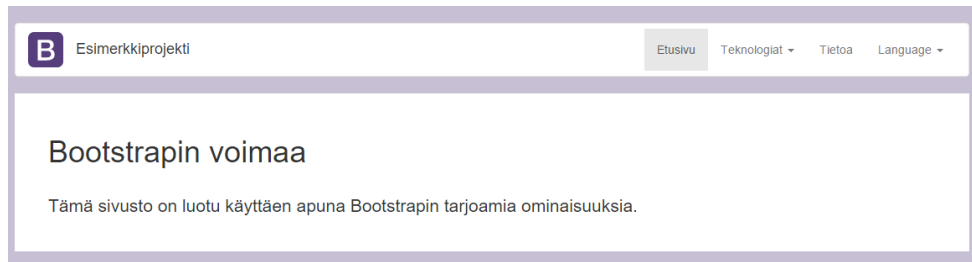 B Esimerkkiprojekti Etusivu Teknologiat Tietoa Language
Bootstrapin voimaa
Tämä sivusto on luotu käyttäen apuna Bootstrapin tarjoamia ominaisuuksia.